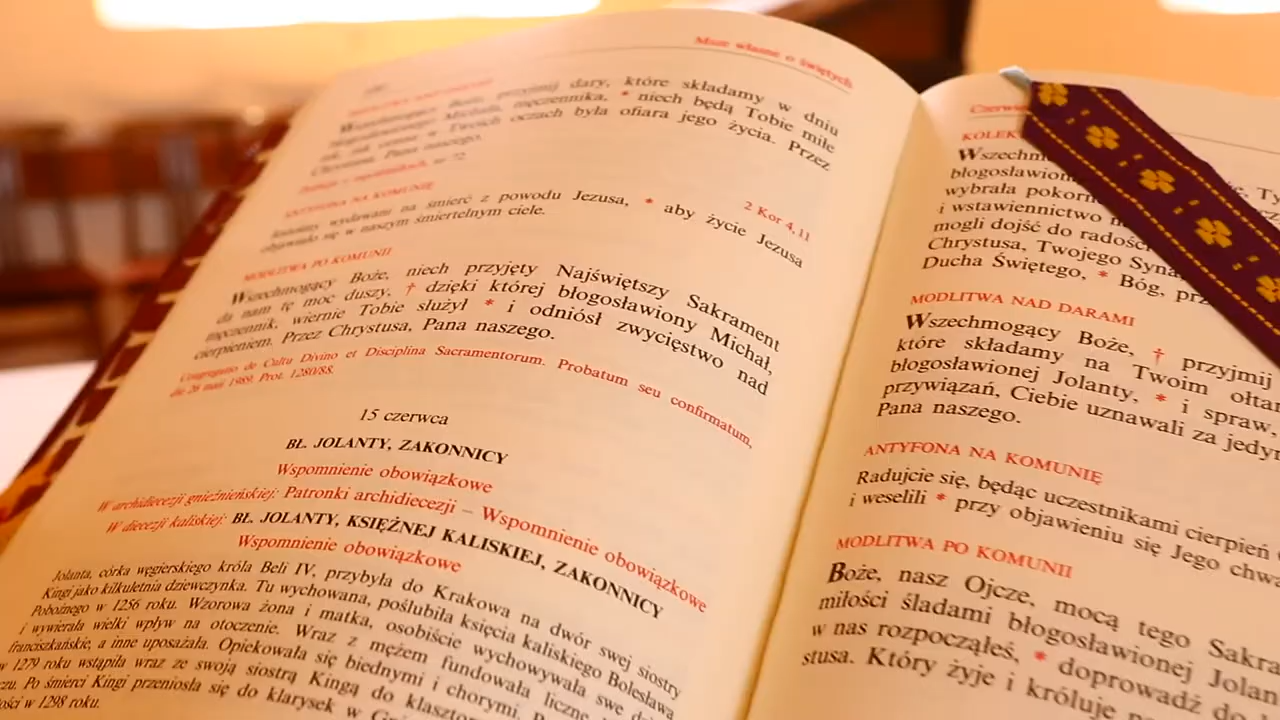 Msze własne o świętych
Wszechmogący Boże, przyjmij dary, które składamy w dniu
błogosławionego Michała, męczennika, * niech będą Tobie miłe
tak, jak cenna w Twoich oczach była ofiara jego życia. Przez
Chrystusa, Pana naszego.
ANTYFONA NA KOMUNIĘ
2 Kor 4,11
wydawani na śmierć z powodu Jezusa, * aby życie Jezusa
objawiało się w naszym śmiertelnym ciele.
MODLITWA PO KOMUNII
Wszechmogący Boże, niech przyjęty Najświętszy Sakrament
da nam tę moc duszy, † dzięki której błogosławiony Michał,
męczennik, wiernie Tobie służył * i odniósł zwycięstwo nad
cierpieniem. Przez Chrystusa, Pana naszego.
Congregatio de Cultu Divino et Disciplina Sacramentorum. Probatum seu confirmatum,
die 26 maii 1989, Prot. 1280/88.
15 czerwca
BŁ. JOLANTY, ZAKONNICY
Wspomnienie obowiązkowe
W archidiecezji gnieźnieńskiej: Patronki archidiecezji – Wspomnienie obowiązkowe
W diecezji kaliskiej: BŁ. JOLANTY, KSIĘŻNEJ KALISKIEJ, ZAKONNICY
Wspomnienie obowiązkowe
Jolanta, córka węgierskiego króla Beli IV, przybyła do Krakowa na dwór swej siostry
Kingi jako kilkuletnia dziewczynka. Tu wychowana, poślubiła księcia kaliskiego Bolesława
Pobożnego w 1256 roku. Wzorowa żona i matka, osobiście wychowywała swe
i wywierała wielki wpływ na otoczenie. Wraz z mężem fundowała liczne
franciszkańskie, a inne uposażała. Opiekowała się biednymi i chorymi.
w 1279 roku wstąpiła wraz ze swoją siostrą Kingą do klasztoru
Po śmierci Kingi przeniosła się do klarysek w
w 1298 roku.
Czerwi
KOLEK
Wszechm Ty
błogosławion
wybrała pokorn
i wstawiennictwo
mogli dojść do radośc
Chrystusa, Twojego Syna
Ducha Świętego, * Bóg, prz
MODLITWA NAD DARAMI
Wszechmogący Boże, † przyjmij
które składamy na Twoim ołtar
błogosławionej Jolanty, * i spraw,
przywiązań, Ciebie uznawali za jedyn
Pana naszego.
ANTYFONA NA KOMUNIĘ
Radujcie się, będąc uczestnikami cierpień
i weselili * przy objawieniu się Jego chwa
MODLITWA PO KOMUNII
Boże, nasz Ojcze, mocą tego Sakra
miłości śladami błogosławionej Jolan
w nas rozpocząłeś, * doprowadź do
stusa. Który żyje i króluje